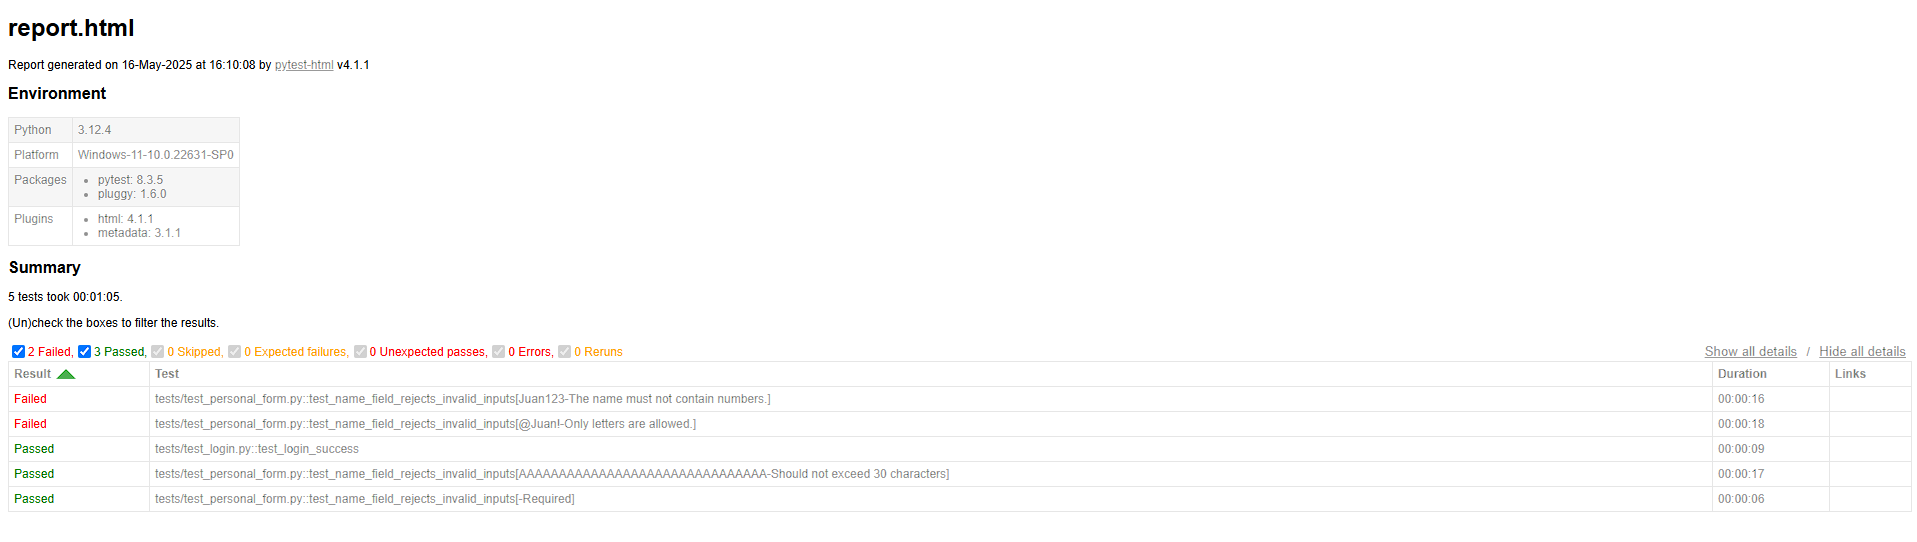 report.html
Report generated on 16-May-2025 at 16:10:08 by pytest-html v4.1.1
Environment
Python 3.12.4
Platform Windows-11-10.0.22631-SP0
Packages
pytest: 8.3.5
pluggy: 1.6.0
Plugins
html: 4.1.1
metadata: 3.1.1
Summary
5 tests took 00:01:05.
(Un)check the boxes to filter the results.
2 Failed, 3 Passed, 0 Skipped, 0 Expected failures, 0 Unexpected passes, 0 Errors, 0 Reruns Show all details / Hide all details
Result Test Duration Links
Failed tests/test_personal_form.py::test_name_field_rejects_invalid_inputs[Juan123-The name must not contain numbers.] 00:00:16
Failed tests/test_personal_form.py::test_name_field_rejects_invalid_inputs[@Juan!-Only letters are allowed.] 00:00:18
Passed tests/test_login.py::test_login_success 00:00:09
Passed tests/test_personal_form.py::test_name_field_rejects_invalid_inputs[AAAAAAAAAAAAAAAAAAAAAAAAAAAAAAA-Should not exceed 30 characters] 00:00:17
Passed tests/test_personal_form.py::test_name_field_rejects_invalid_inputs[-Required] 00:00:06